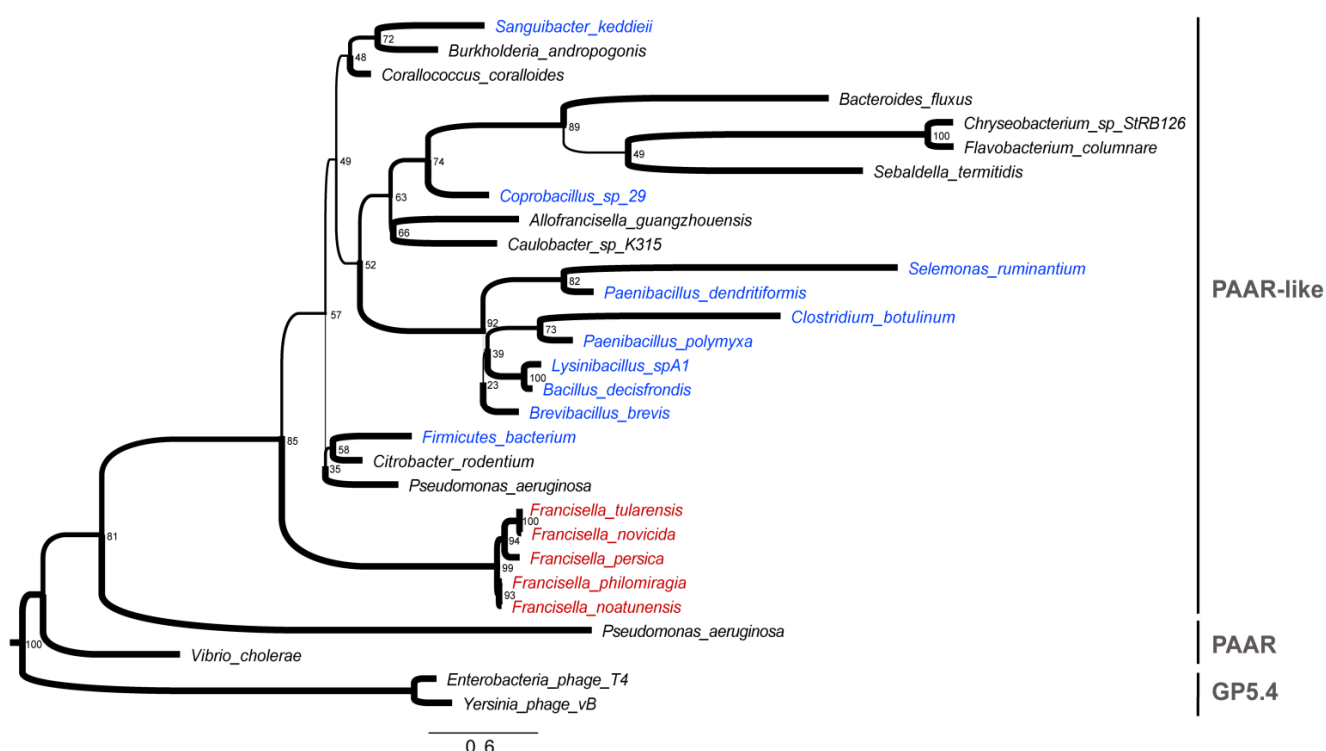 Sanguibacter_keddieii
72
Burkholderia_andropogonis
48
Corallococcus_coralloides
Bacteroides_fluxus
89
Chryseobacterium_sp_StRB126
100
Flavobacterium_columnare
49
74
49
Sebaldella_termitidis
63
Coprobacillus_sp_29
Allofrancisella_guangzhouensis
66
Caulobacter_sp_K315
52
Selemonas_ruminantium
82
Paenibacillus_dendritiformis
PAAR-like
57
Clostridium_botulinum
92
73
Paenibacillus_polymyxa
39
Lysinibacillus_spA1
100
23
Bacillus_decisfrondis
Brevibacillus_brevis
85
Firmicutes_bacterium
58
Citrobacter_rodentium
35
Pseudomonas_aeruginosa
Francisella_tularensis
100
81
94
Francisella_novicida
Francisella_persica
99
Francisella_philomiragia
93
Francisella_noatunensis
Pseudomonas_aeruginosa
100
PAAR
Vibrio_cholerae
Enterobacteria_phage_T4
GP5.4
Yersinia_phage_vB
0.6